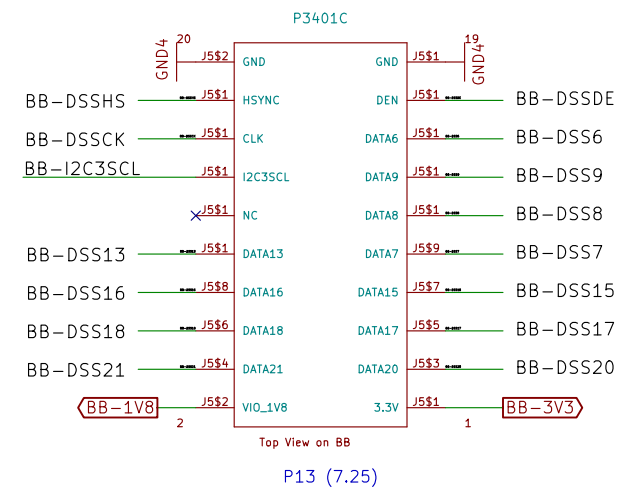 P3401C
20 19
GND4 J5$2 GND GND J5$1 GND4
BB-DSSHS J5$1 HSYNC DEN J5$1 BB-DSSDE
BB-DSSCK J5$1 CLK DATA6 J5$1 BB-DSS6
BB-I2C3SCL J5$1 I2C3SCL DATA9 J5$1 BB-DSS9
J5$1 NC DATA8 J5$1 BB-DSS8
BB-DSS13 J5$1 DATA13 DATA7 J5$9 BB-DSS7
BB-DSS16 J5$8 DATA16 DATA15 J5$7 BB-DSS15
BB-DSS18 J5$6 DATA18 DATA17 J5$5 BB-DSS17
BB-DSS21 J5$4 DATA21 DATA20 J5$3 BB-DSS20
BB-1V8 J5$2 VIO_1V8 3.3V J5$1 BB-3V3
2 1
Top View on BB
P13 (7.25)